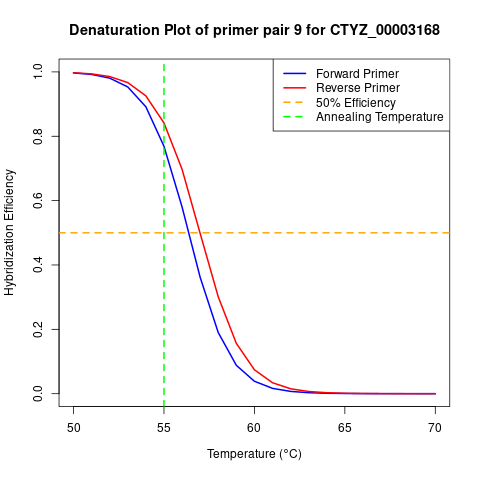 Denaturation Plot of primer pair 9 for CTYZ_00003168
Forward Primer
Reverse Primer
50% Efficiency
Annealing Temperature
Hybridization Efficiency
1.0
0.8
0.6
0.4
0.2
0.0
50
55
60
65
70
Temperature (°C)